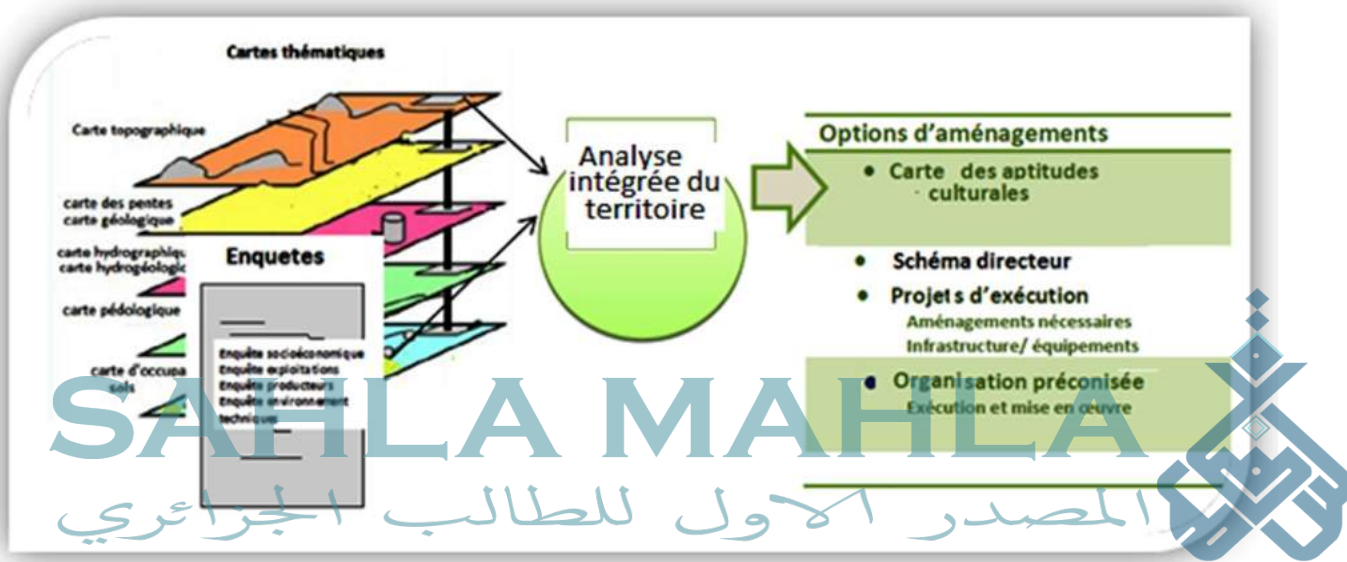 Cartes thématiques
Carte topographique
carte des pentes
carte géologique
carte hydrographiqu
carte hydrogéologic
carte pédologique
carte d'occupa
sols
Enquetes
Enquête socioéconomique
Enquête exploitations
Enquête producteurs
Enquête environnement
techniques
Analyse
intégrée du
territoire
Options d'aménagements
• Carte des aptitudes
culturales
• Schéma directeur
• Projets d'exécution
Aménagements nécessaires
Infrastructure/ équipements
• Organisation préconisée
Exécution et mise en œuvre
SAHLA MAHLA
المصدر الاول للطالب الجزائري